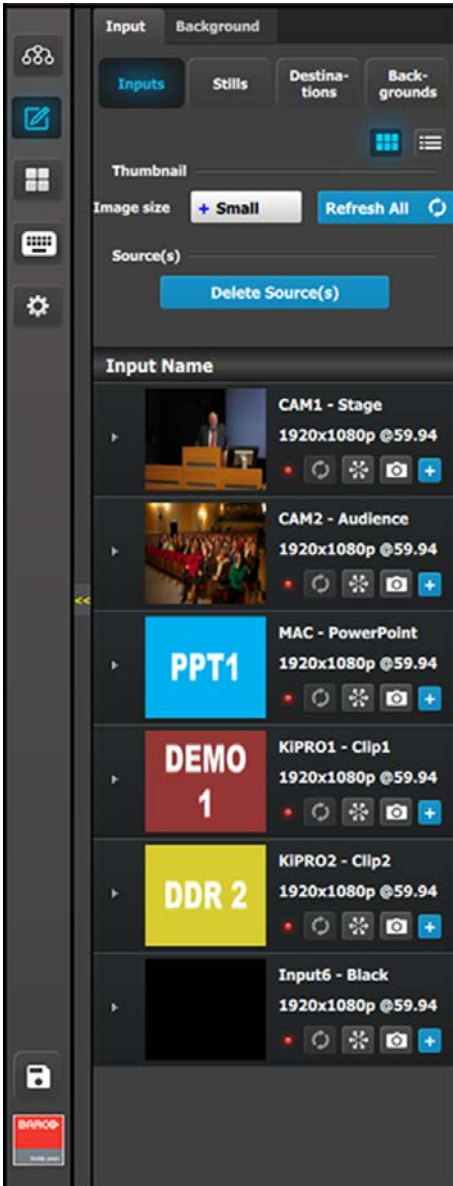 Input Background
Inputs Stills Destina- Back-
tions grounds
Thumbnail
Image size + Small Refresh All
Source(s)
Delete Source(s)
Input Name
CAM1 - Stage
1920x1080p @59.94
CAM2 - Audience
1920x1080p @59.94
<<
PPT1
MAC - PowerPoint
1920x1080p @59.94
DEMO
1
KiPRO1 - Clip1
1920x1080p @59.94
DDR 2
KiPRO2 - Clip2
1920x1080p @59.94
Input6 - Black
1920x1080p @59.94
BARCO